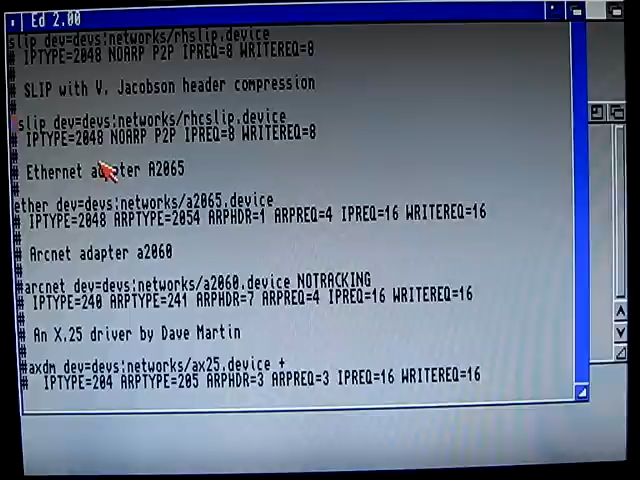 Ed 2.00
slip dev=devs:networks/rhslip.device
# IPTYPE=2048 NOARP P2P IPREQ=8 WRITEREQ=8
#
# SLIP with V. Jacobson header compression
#
slip dev=devs:networks/rhcslip.device
# IPTYPE=2048 NOARP P2P IPREQ=8 WRITEREQ=8
#
# Ethernet adapter A2065
#
ether dev=devs:networks/a2065.device
# IPTYPE=2048 ARPTYPE=2054 ARPHDR=1 ARPREQ=4 IPREQ=16 WRITEREQ=16
#
# Arcnet adapter a2060
#
#arcnet dev=devs:networks/a2060.device NOTRACKING
# IPTYPE=240 ARPTYPE=241 ARPHDR=7 ARPREQ=4 IPREQ=16 WRITEREQ=16
#
# An X.25 driver by Dave Martin
#
#axdm dev=devs:networks/ax25.device +
# IPTYPE=204 ARPTYPE=205 ARPHDR=3 ARPREQ=3 IPREQ=16 WRITEREQ=16